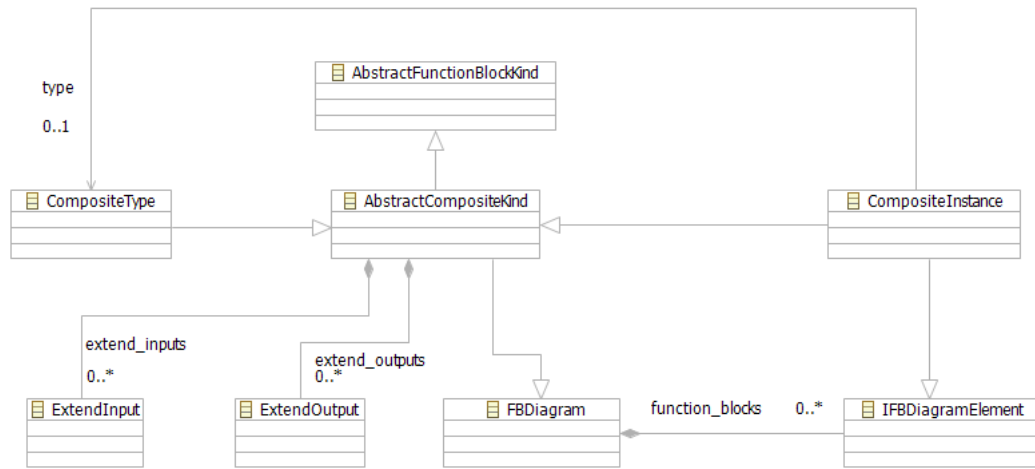 AbstractFunctionBlockKind
type
0..1
CompositeType
AbstractCompositeKind
CompositeInstance
extend_inputs
0..*
extend_outputs
0..*
ExtendInput
ExtendOutput
FBDiagram
function_blocks 0..*
IFBDiagramElement